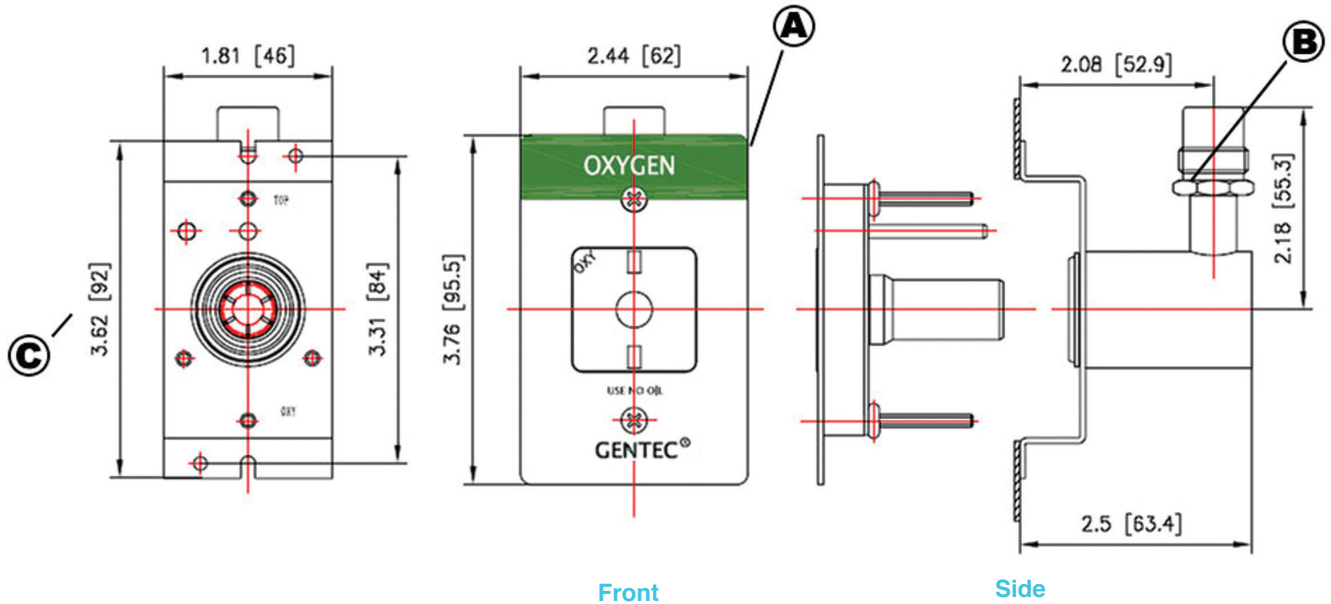 A
B
C
1.81 [46]
2.44 [62]
2.08 [52.9]
OXYGEN
TOP
OXY
3.62 [92]
3.31 [84]
3.76 [95.5]
2.18 [55.3]
OXY
USE NO OIL
GENTEC®
2.5 [63.4]
Front
Side